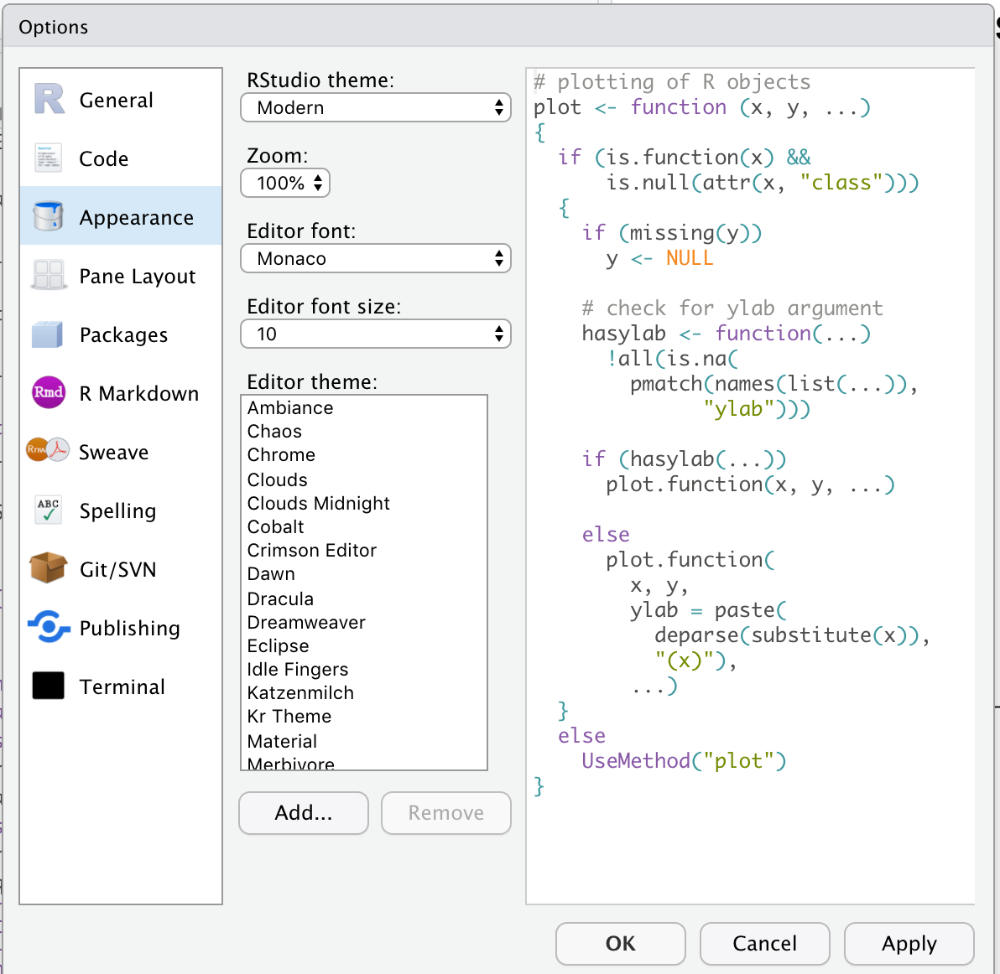 Options
General
Code
Appearance
Pane Layout
Packages
Rmd
R Markdown
Rnw
Sweave
ABC
Spelling
Git/SVN
Publishing
Terminal
RStudio theme:
Modern
Zoom:
100%
Editor font:
Monaco
Editor font size:
10
Editor theme:
Ambiance
Chaos
Chrome
Clouds
Clouds Midnight
Cobalt
Crimson Editor
Dawn
Dracula
Dreamweaver
Eclipse
Idle Fingers
Katzenmilch
Kr Theme
Material
Merbivore
Add...
Remove
# plotting of R objects
plot <- function (x, y, ...)
{
  if (is.function(x) &&
      is.null(attr(x, "class")))
  {
    if (missing(y))
      y <- NULL
    # check for ylab argument
    hasylab <- function(...)
      !all(is.na(
        pmatch(names(list(...)),
              "ylab")))
    if (hasylab(...))
      plot.function(x, y, ...)
    else
      plot.function(
        x, y,
        ylab = paste(
          deparse(substitute(x)),
          "(x)"),
        ...)
  }
  else
    UseMethod("plot")
}
OK
Cancel
Apply